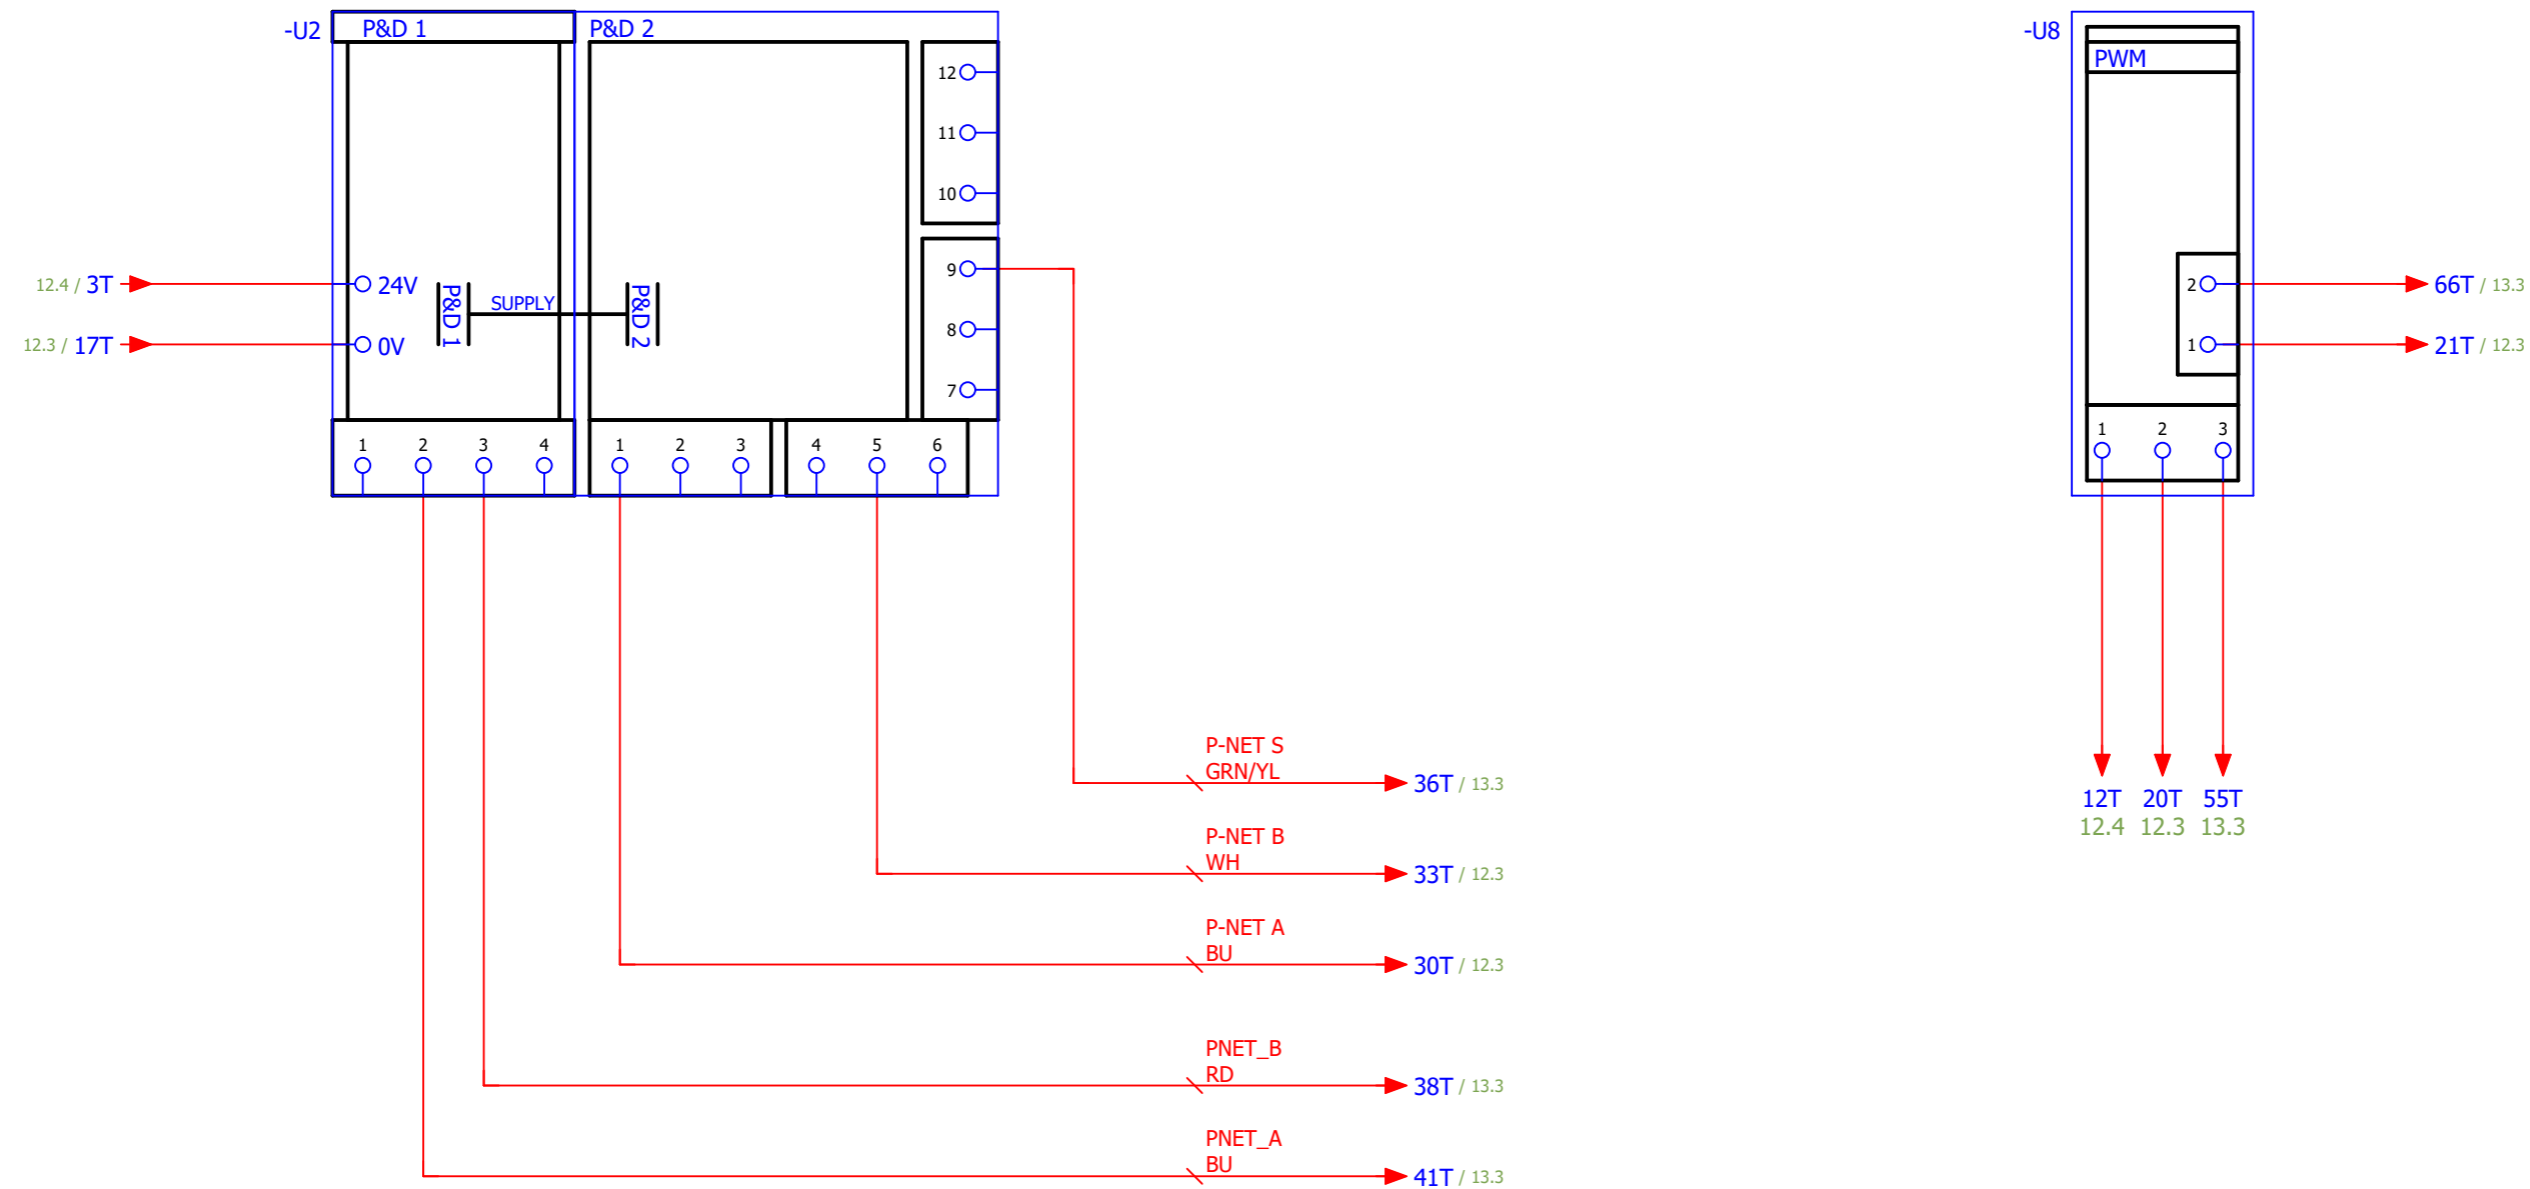 -U2
P&D 1
P&D 2
12
11
10
9
8
7
12.4 / 3T
24V
12.3 / 17T
0V
P&D 1
SUPPLY
P&D 2
1 2 3 4 1 2 3 4 5 6
P-NET S
GRN/YL
36T / 13.3
P-NET B
WH
33T / 12.3
P-NET A
BU
30T / 12.3
PNET_B
RD
38T / 13.3
PNET_A
BU
41T / 13.3
-U8
PWM
2
66T / 13.3
1
21T / 12.3
1 2 3
12T 20T 55T
12.4 12.3 13.3